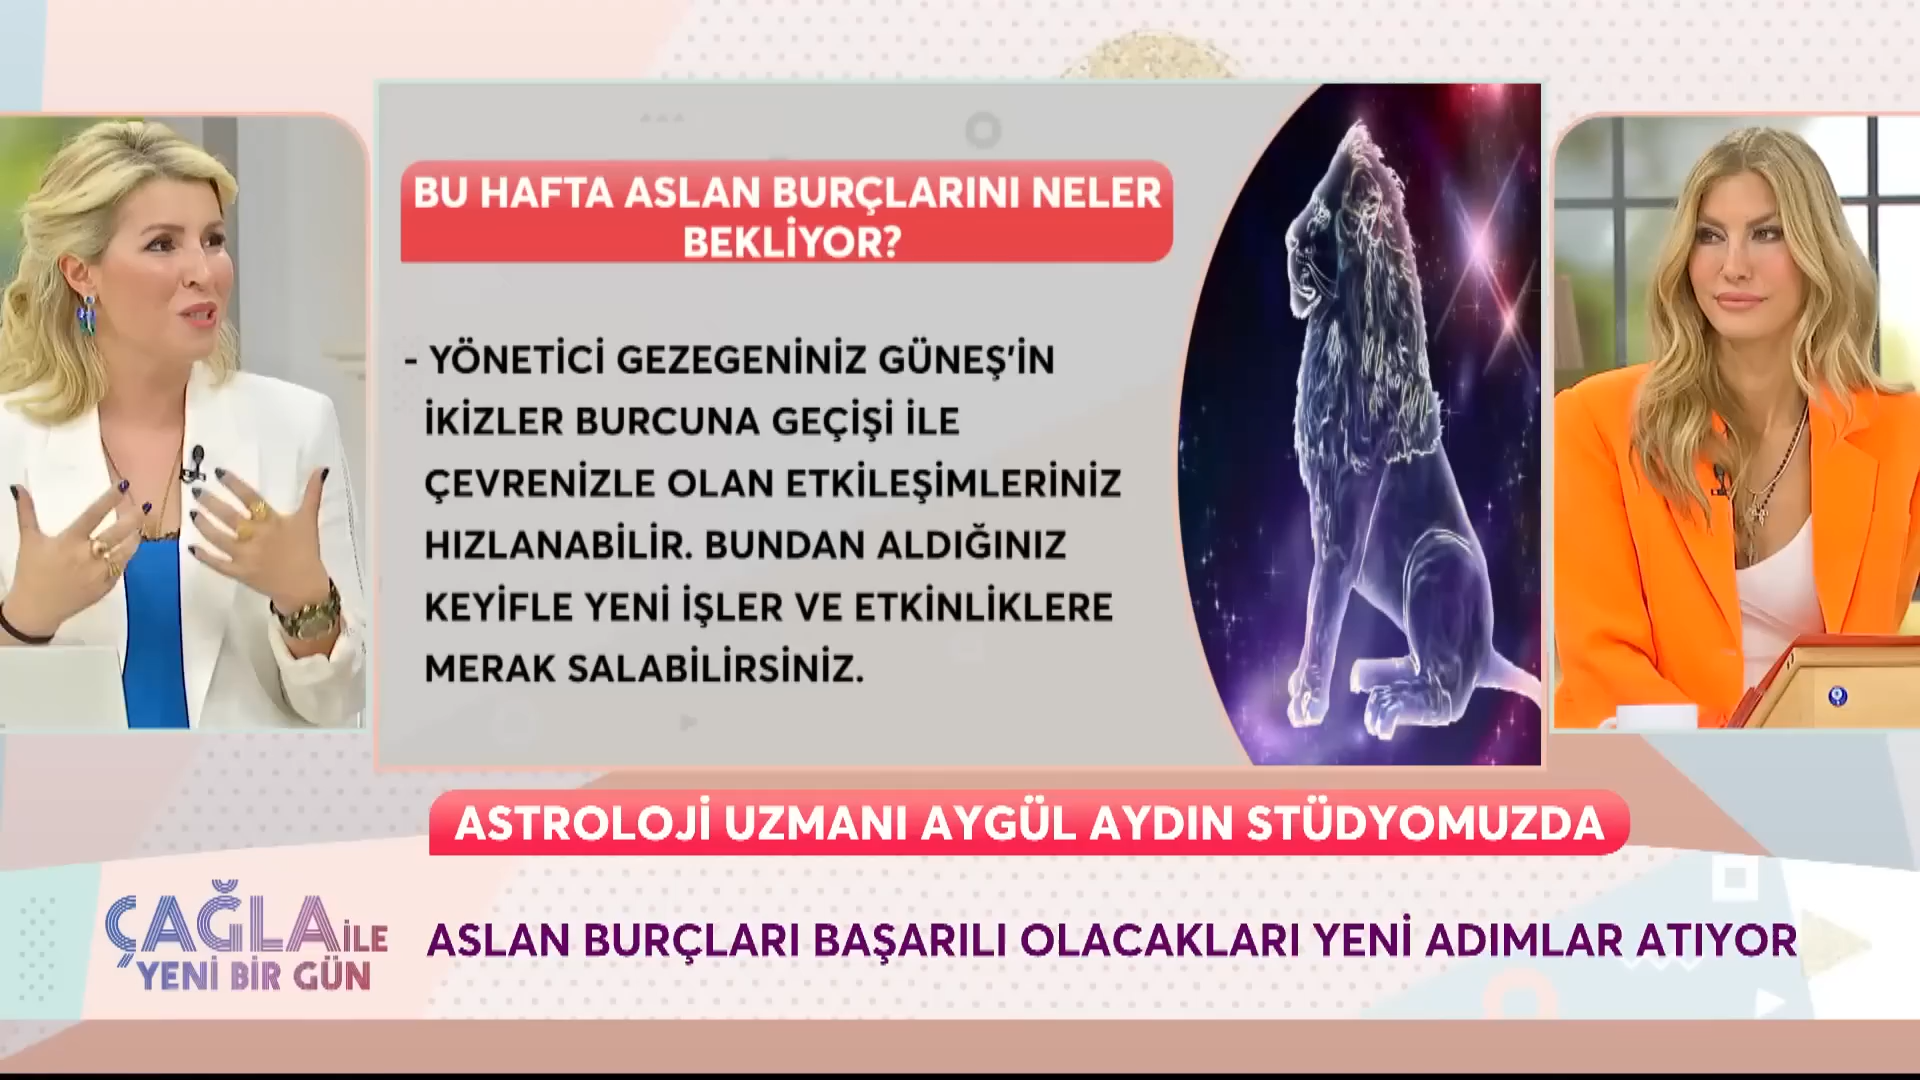 BU HAFTA ASLAN BURÇLARINI NELER
BEKLİYOR?
- YÖNETİCİ GEZEGENİNİZ GÜNEŞ'İN
İKİZLER BURCUNA GEÇİŞİ İLE
ÇEVRENİZLE OLAN ETKİLEŞİMLERİNİZ
HIZLANABİLİR. BUNDAN ALDIĞINIZ
KEYİFLE YENİ İŞLER VE ETKİNLİKLERE
MERAK SALABİLİRSİNİZ.
ASTROLOJİ UZMANI AYGÜL AYDIN STÜDYOMUZDA
ÇAĞLA İLE
YENİ BİR GÜN
ASLAN BURÇLARI BAŞARILI OLACAKLARI YENİ ADIMLAR ATIYOR